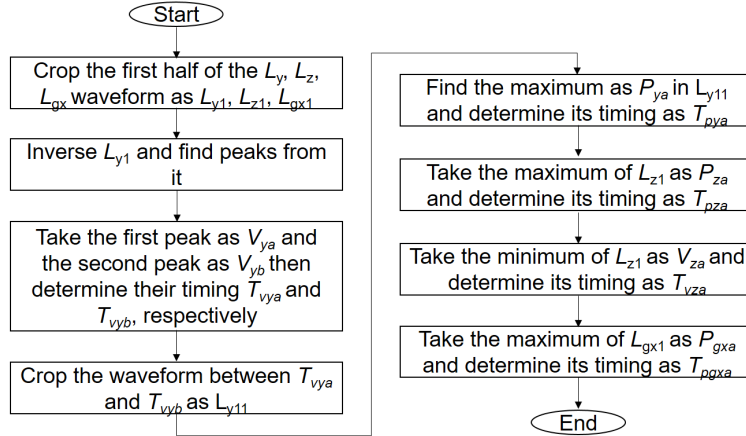 Start
Crop the first half of the Ly, Lz,
Lgx waveform as Ly1, Lz1, Lgx1
Inverse Ly1 and find peaks from
it
Take the first peak as Vya and
the second peak as Vyb then
determine their timing Tvya and
Tvyb, respectively
Crop the waveform between Tvya
and Tvyb as Ly11
Find the maximum as Pya in Ly11
and determine its timing as Tpya
Take the maximum of Lz1 as Pza
and determine its timing as Tpza
Take the minimum of Lz1 as Vza and
determine its timing as Tvza
Take the maximum of Lgx1 as Pgxa
and determine its timing as Tpgxa
End